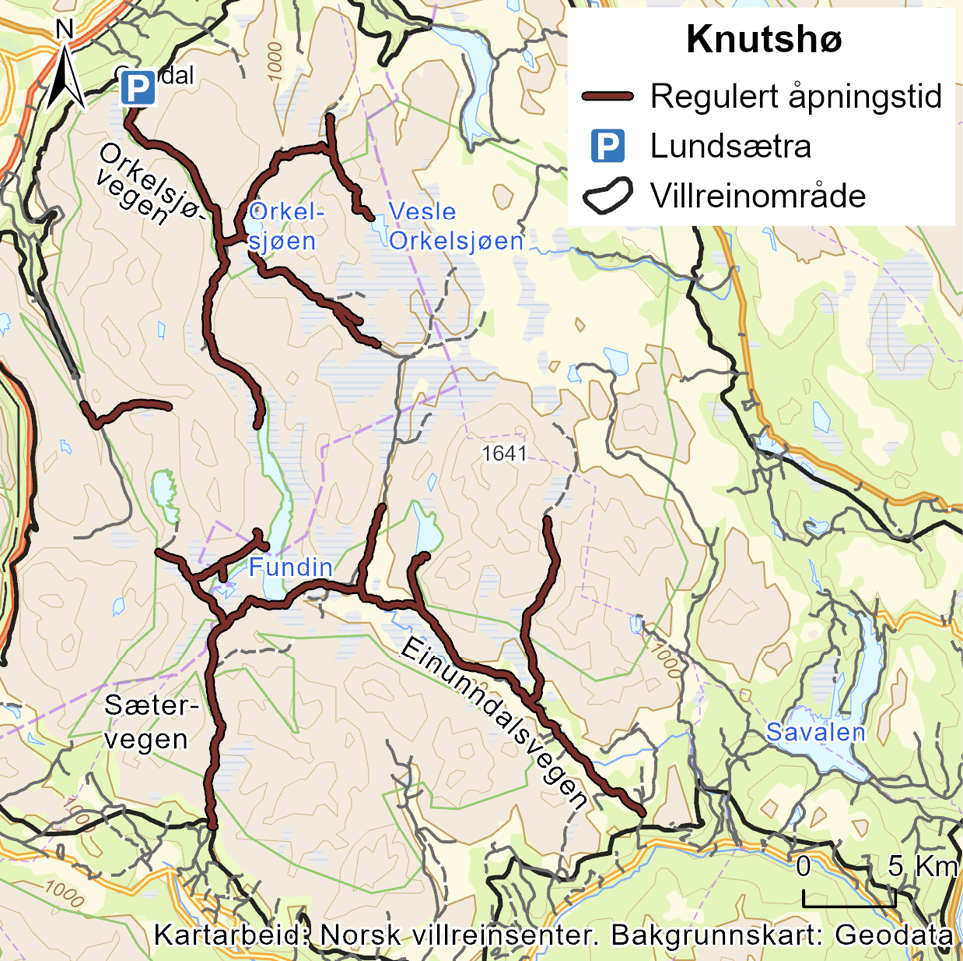 N
1000
Knutshø
Regulert åpningstid
P
Lundsætra
Villreinområde
P
Orkelsjø-
vegen
Orkel-
sjøen
Vesle
Orkelsjøen
1641
Fundin
Einunndalsvegen
1000
Sæter-
vegen
Savalen
1000
1000
0 5 Km
Kartarbeid: Norsk villreinsenter. Bakgrunnskart: Geodata